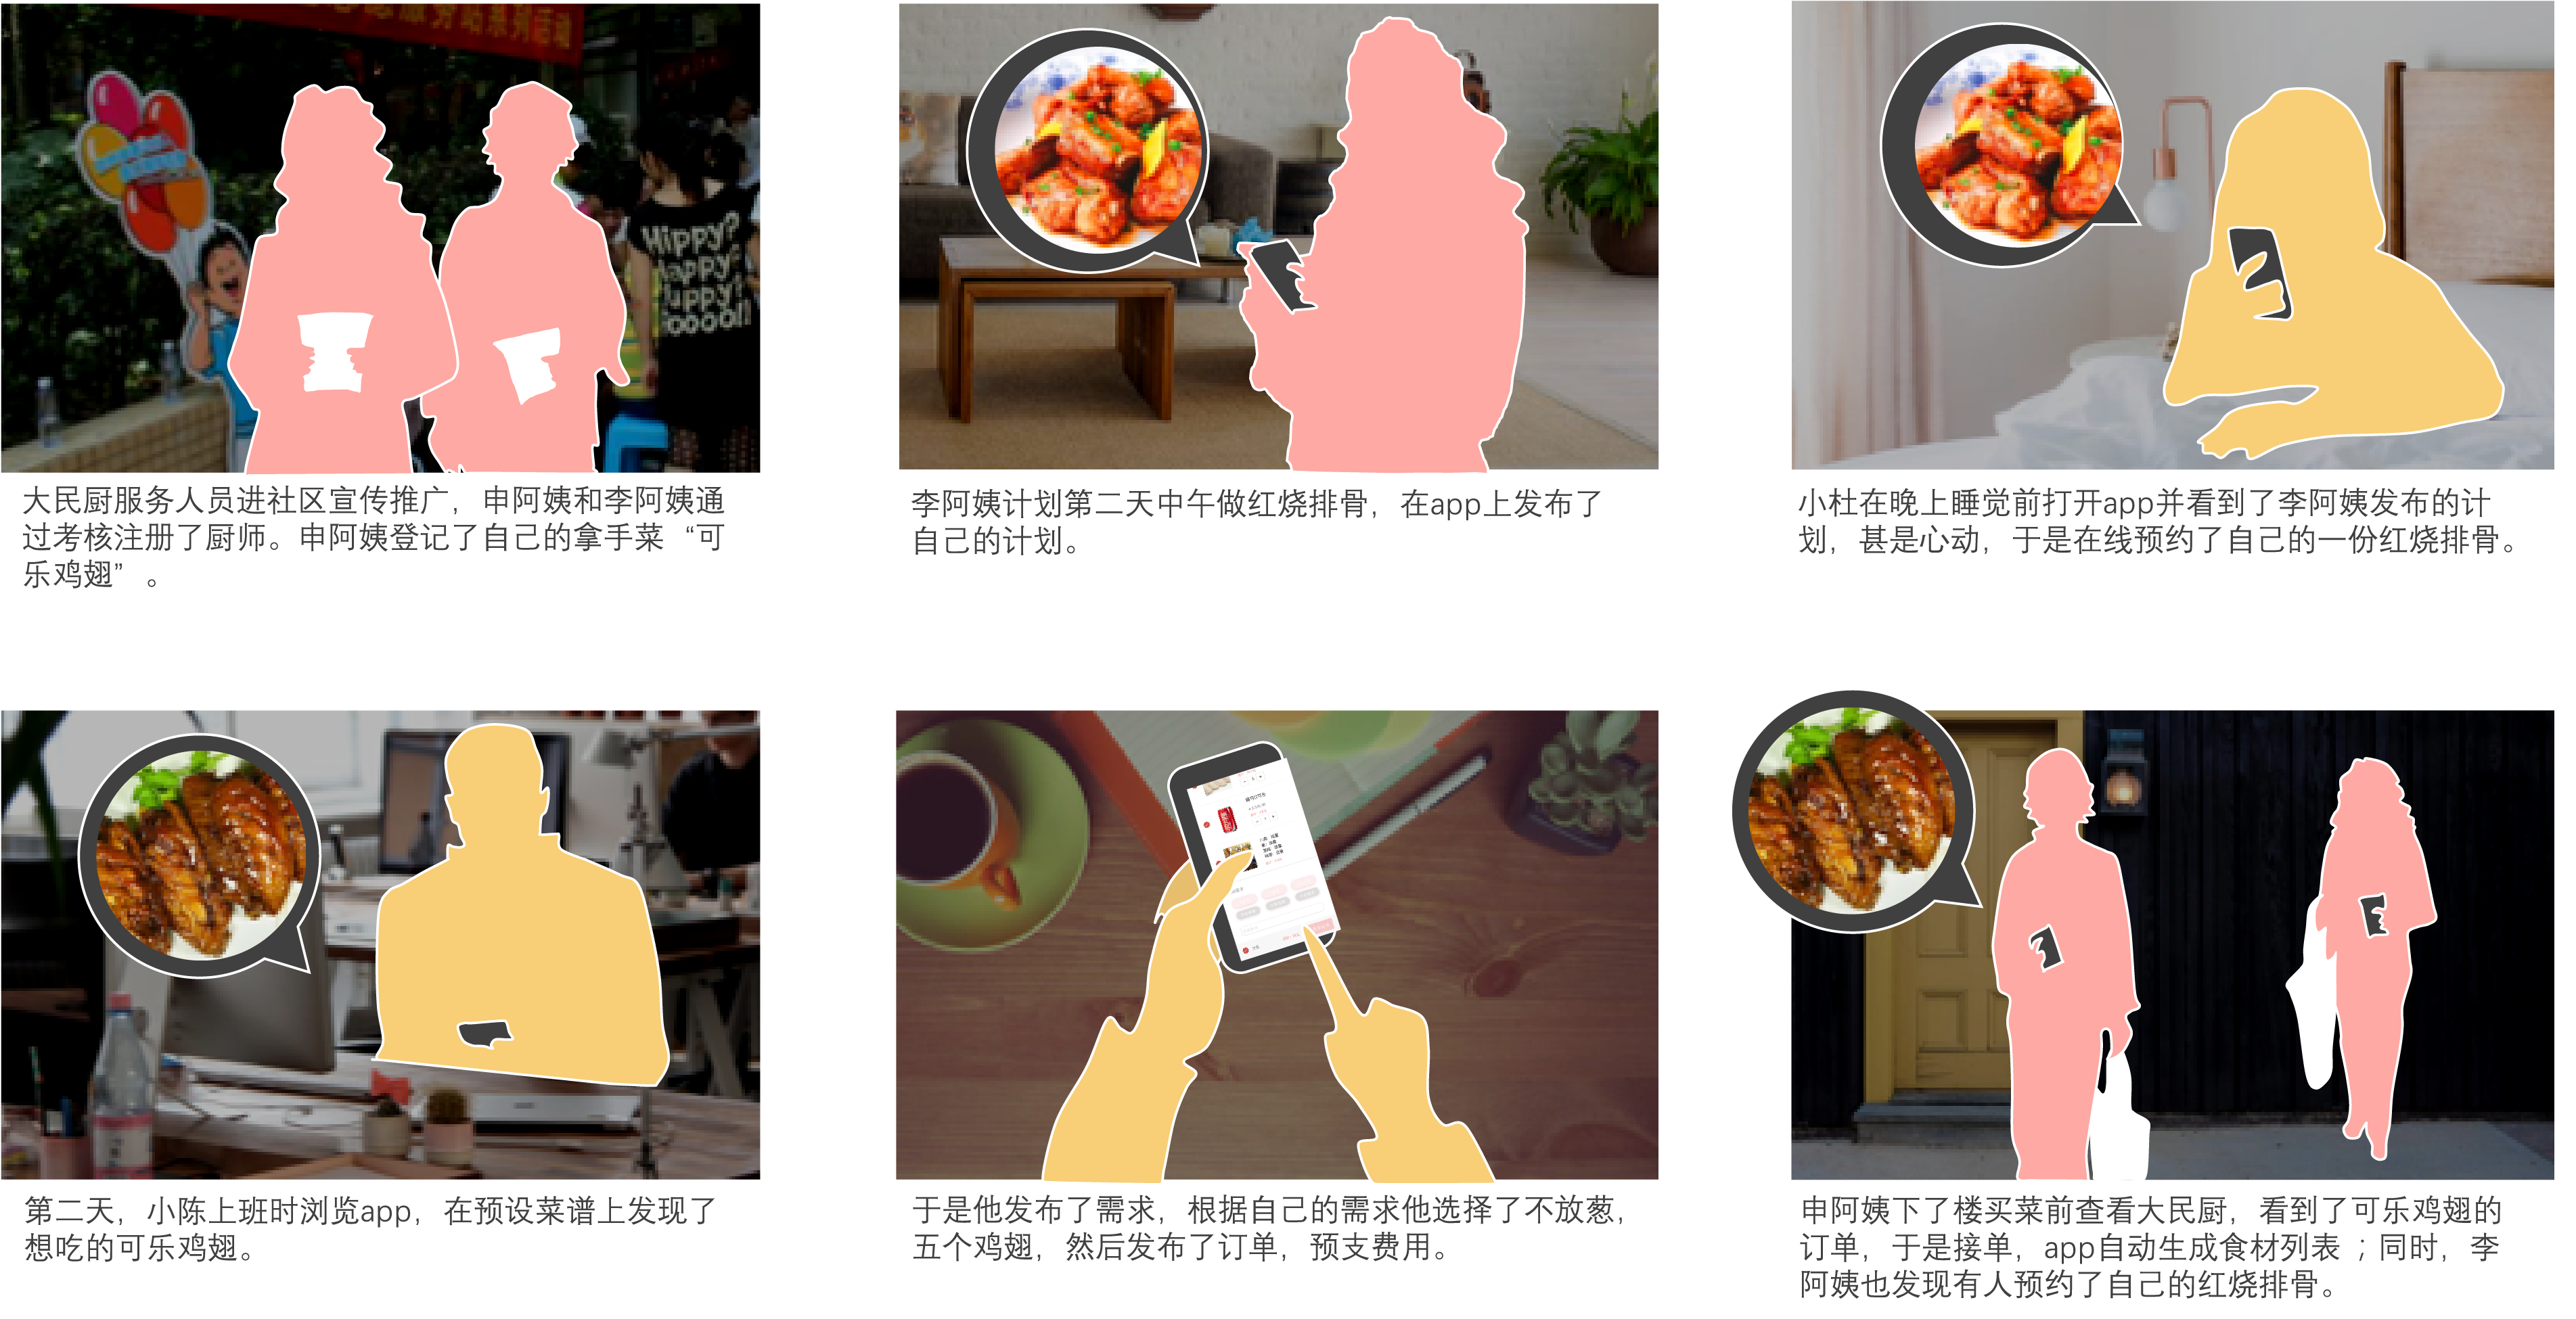 务站系列活动
Hippy?
happy?
luppy?
ooool!
大民厨服务人员进社区宣传推广，申阿姨和李阿姨通
过考核注册了厨师。申阿姨登记了自己的拿手菜“可
乐鸡翅”。
李阿姨计划第二天中午做红烧排骨，在app上发布了
自己的计划。
小杜在晚上睡觉前打开app并看到了李阿姨发布的计
划，甚是心动，于是在线预约了自己的一份红烧排骨。
第二天，小陈上班时浏览app，在预设菜谱上发现了
想吃的可乐鸡翅。
于是他发布了需求，根据自己的需求他选择了不放葱，
五个鸡翅，然后发布了订单，预支费用。
申阿姨下了楼买菜前查看大民厨，看到了可乐鸡翅的
订单，于是接单，app自动生成食材列表；同时，李
阿姨也发现有人预约了自己的红烧排骨。